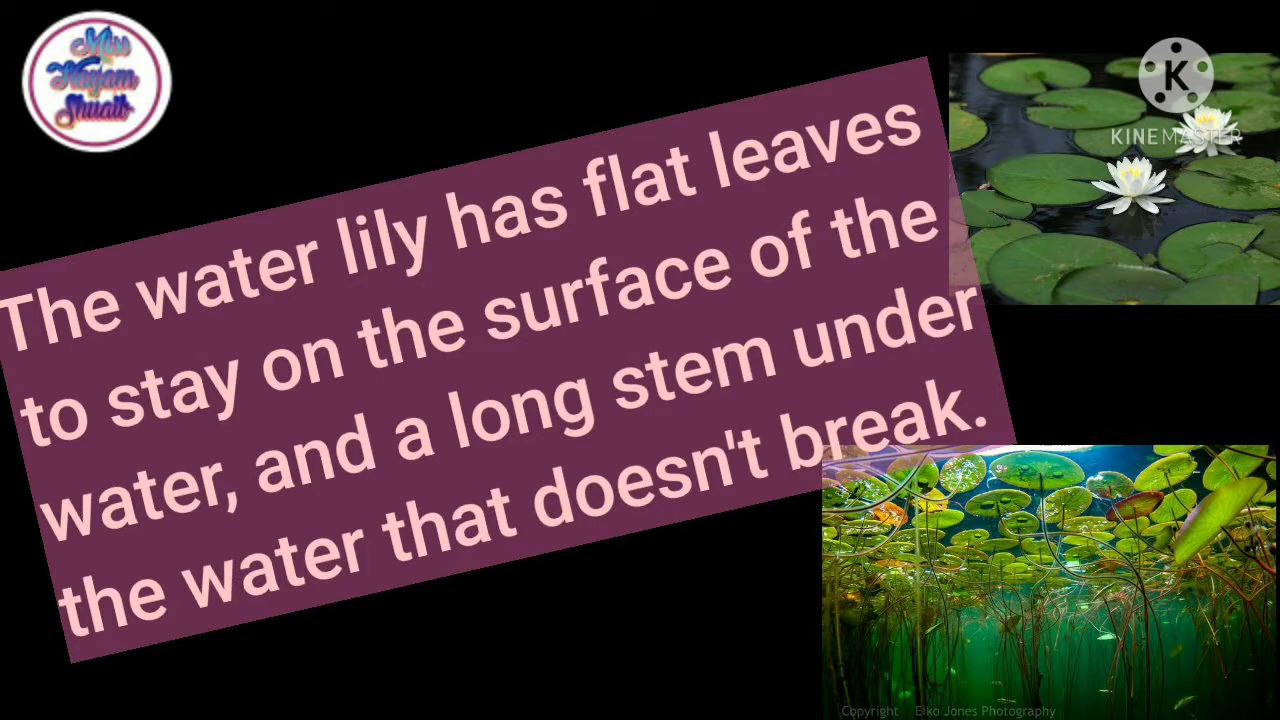 Miss
Shuaib
KINEMASTER
The water lily has flat leaves
to stay on the surface of the
water, and a long stem under
the water that doesn't break.
Copyright Eiko Jones Photography